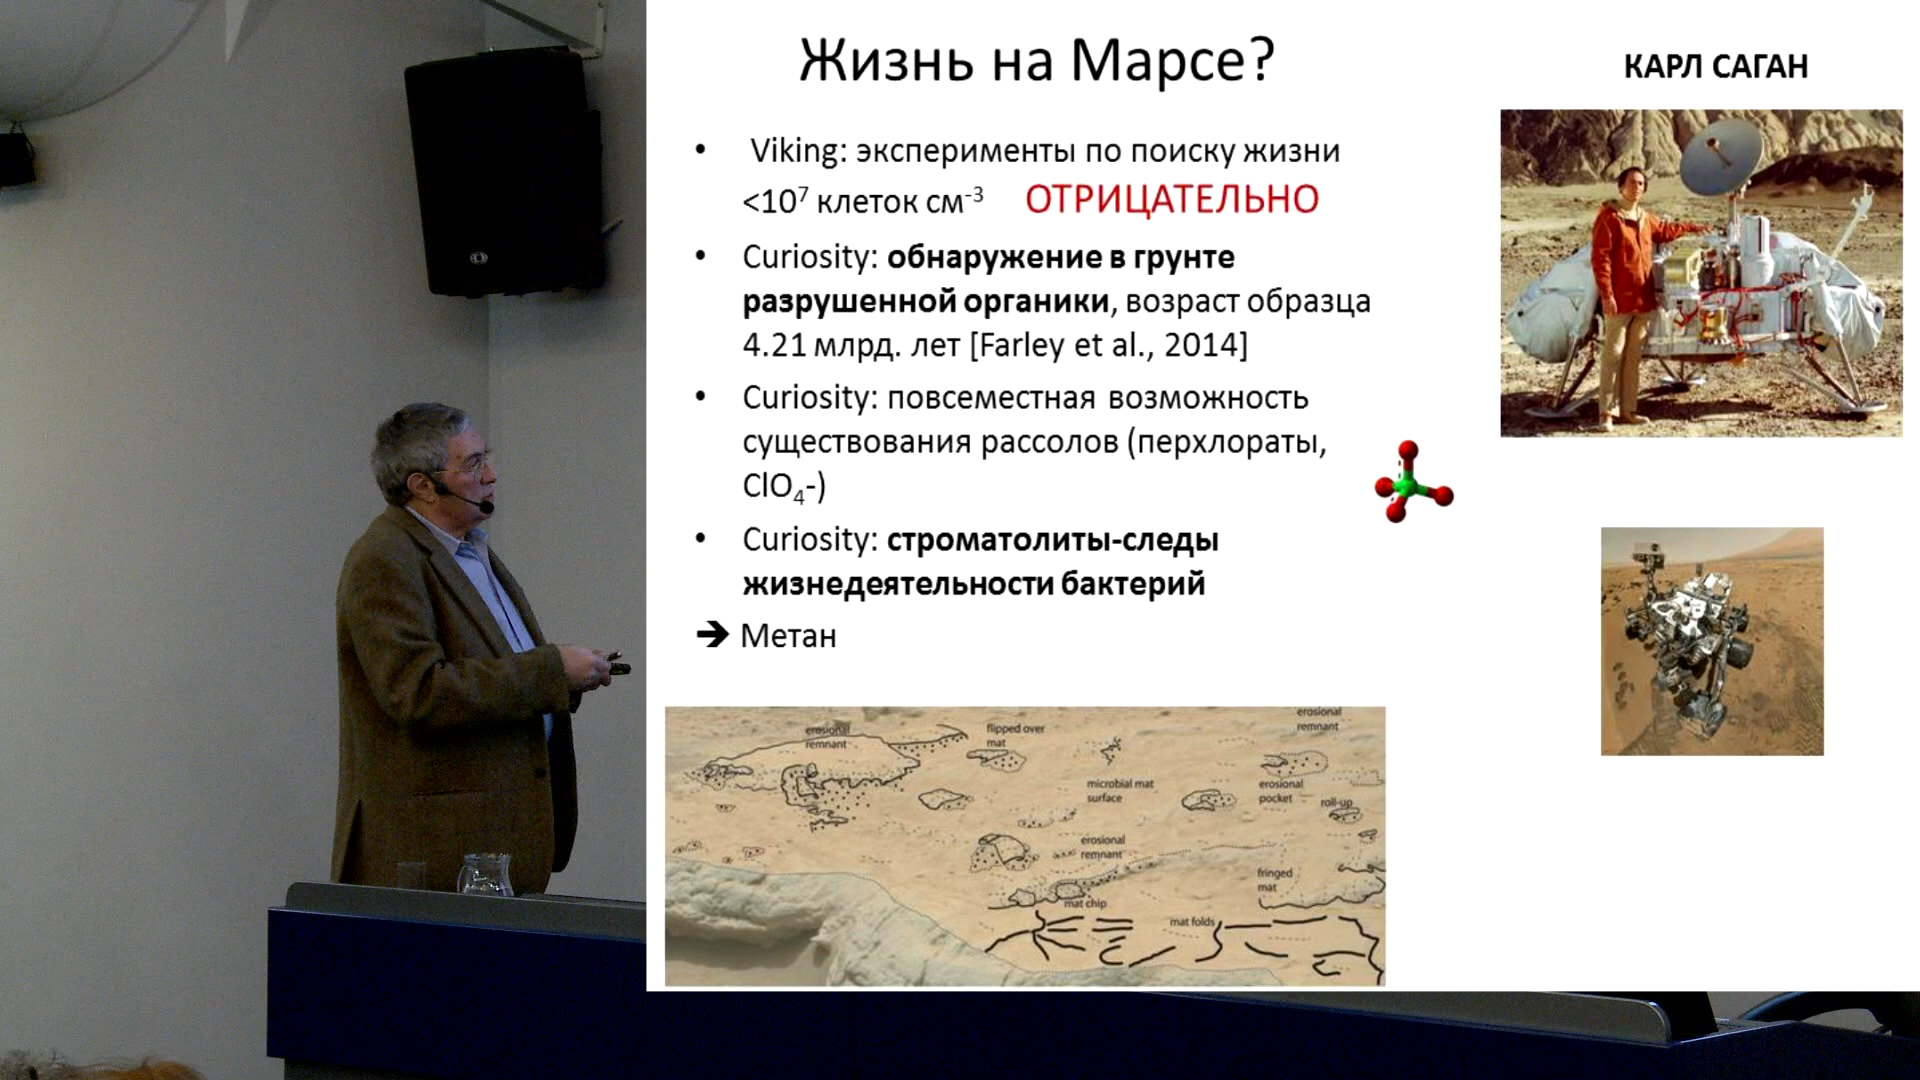 Жизнь на Марсе?
КАРЛ САГАН
• Viking: эксперименты по поиску жизни
<10⁷ клеток см⁻³ ОТРИЦАТЕЛЬНО
• Curiosity: обнаружение в грунте
разрушенной органики, возраст образца
4.21 млрд. лет [Farley et al., 2014]
• Curiosity: повсеместная возможность
существования рассолов (перхлораты,
ClO₄-)
• Curiosity: строматолиты-следы
жизнедеятельности бактерий
➔ Метан
erosional
remnant
flipped over
mat
erosional
remnant
microbial mat
surface
erosional
pocket
roll-up
erosional
remnant
fringed
mat
mat chip
mat folds